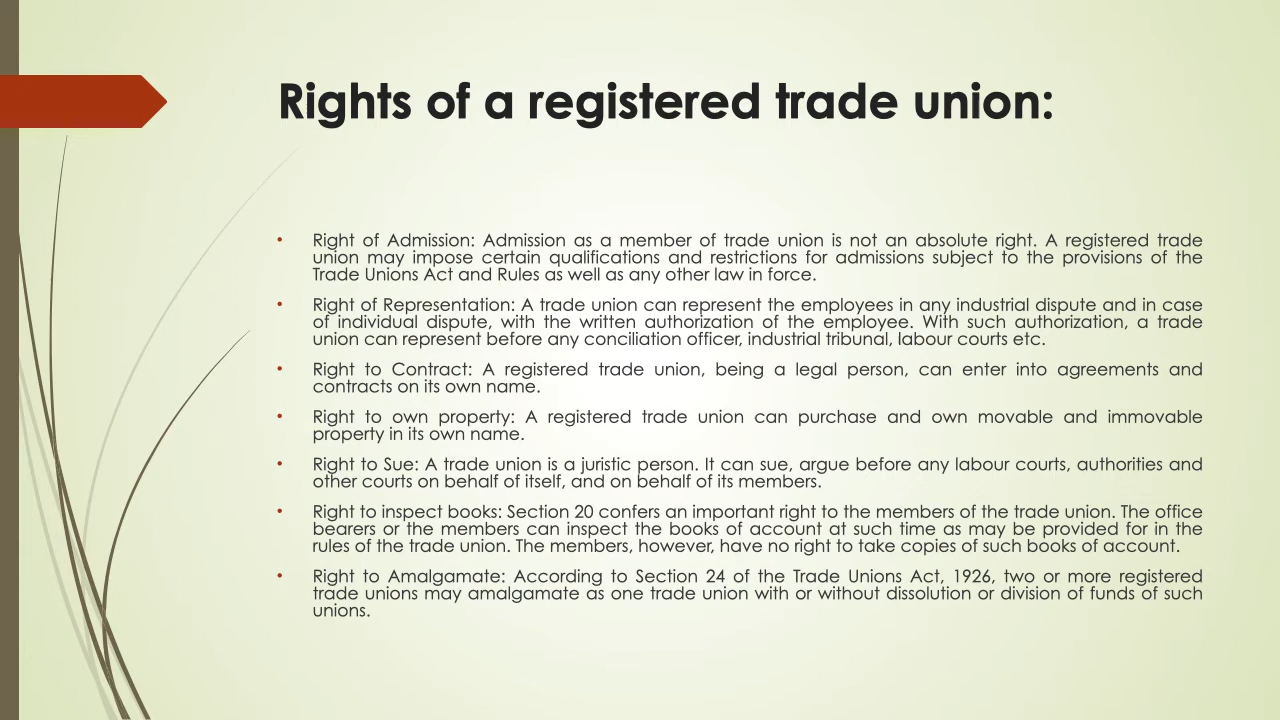 Rights of a registered trade union:
• Right of Admission: Admission as a member of trade union is not an absolute right. A registered trade
union may impose certain qualifications and restrictions for admissions subject to the provisions of the
Trade Unions Act and Rules as well as any other law in force.
• Right of Representation: A trade union can represent the employees in any industrial dispute and in case
of individual dispute, with the written authorization of the employee. With such authorization, a trade
union can represent before any conciliation officer, industrial tribunal, labour courts etc.
• Right to Contract: A registered trade union, being a legal person, can enter into agreements and
contracts on its own name.
• Right to own property: A registered trade union can purchase and own movable and immovable
property in its own name.
• Right to Sue: A trade union is a juristic person. It can sue, argue before any labour courts, authorities and
other courts on behalf of itself, and on behalf of its members.
• Right to inspect books: Section 20 confers an important right to the members of the trade union. The office
bearers or the members can inspect the books of account at such time as may be provided for in the
rules of the trade union. The members, however, have no right to take copies of such books of account.
• Right to Amalgamate: According to Section 24 of the Trade Unions Act, 1926, two or more registered
trade unions may amalgamate as one trade union with or without dissolution or division of funds of such
unions.